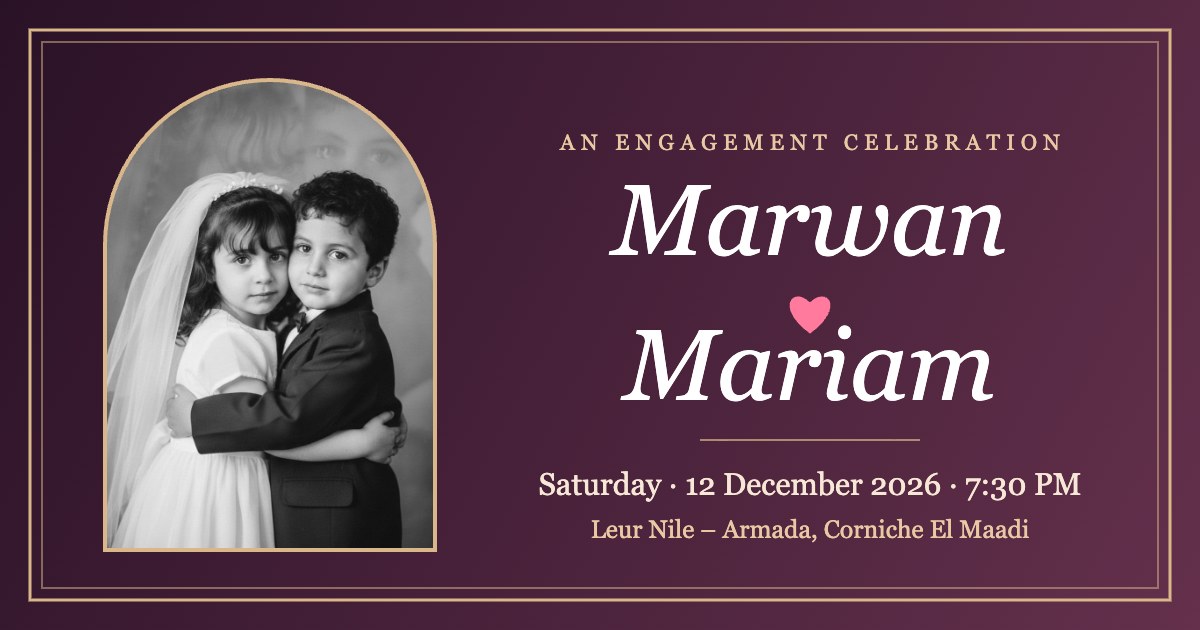 AN ENGAGEMENT CELEBRATION
Marwan
Mariam
Saturday · 12 December 2026 · 7:30 PM
Leur Nile – Armada, Corniche El Maadi